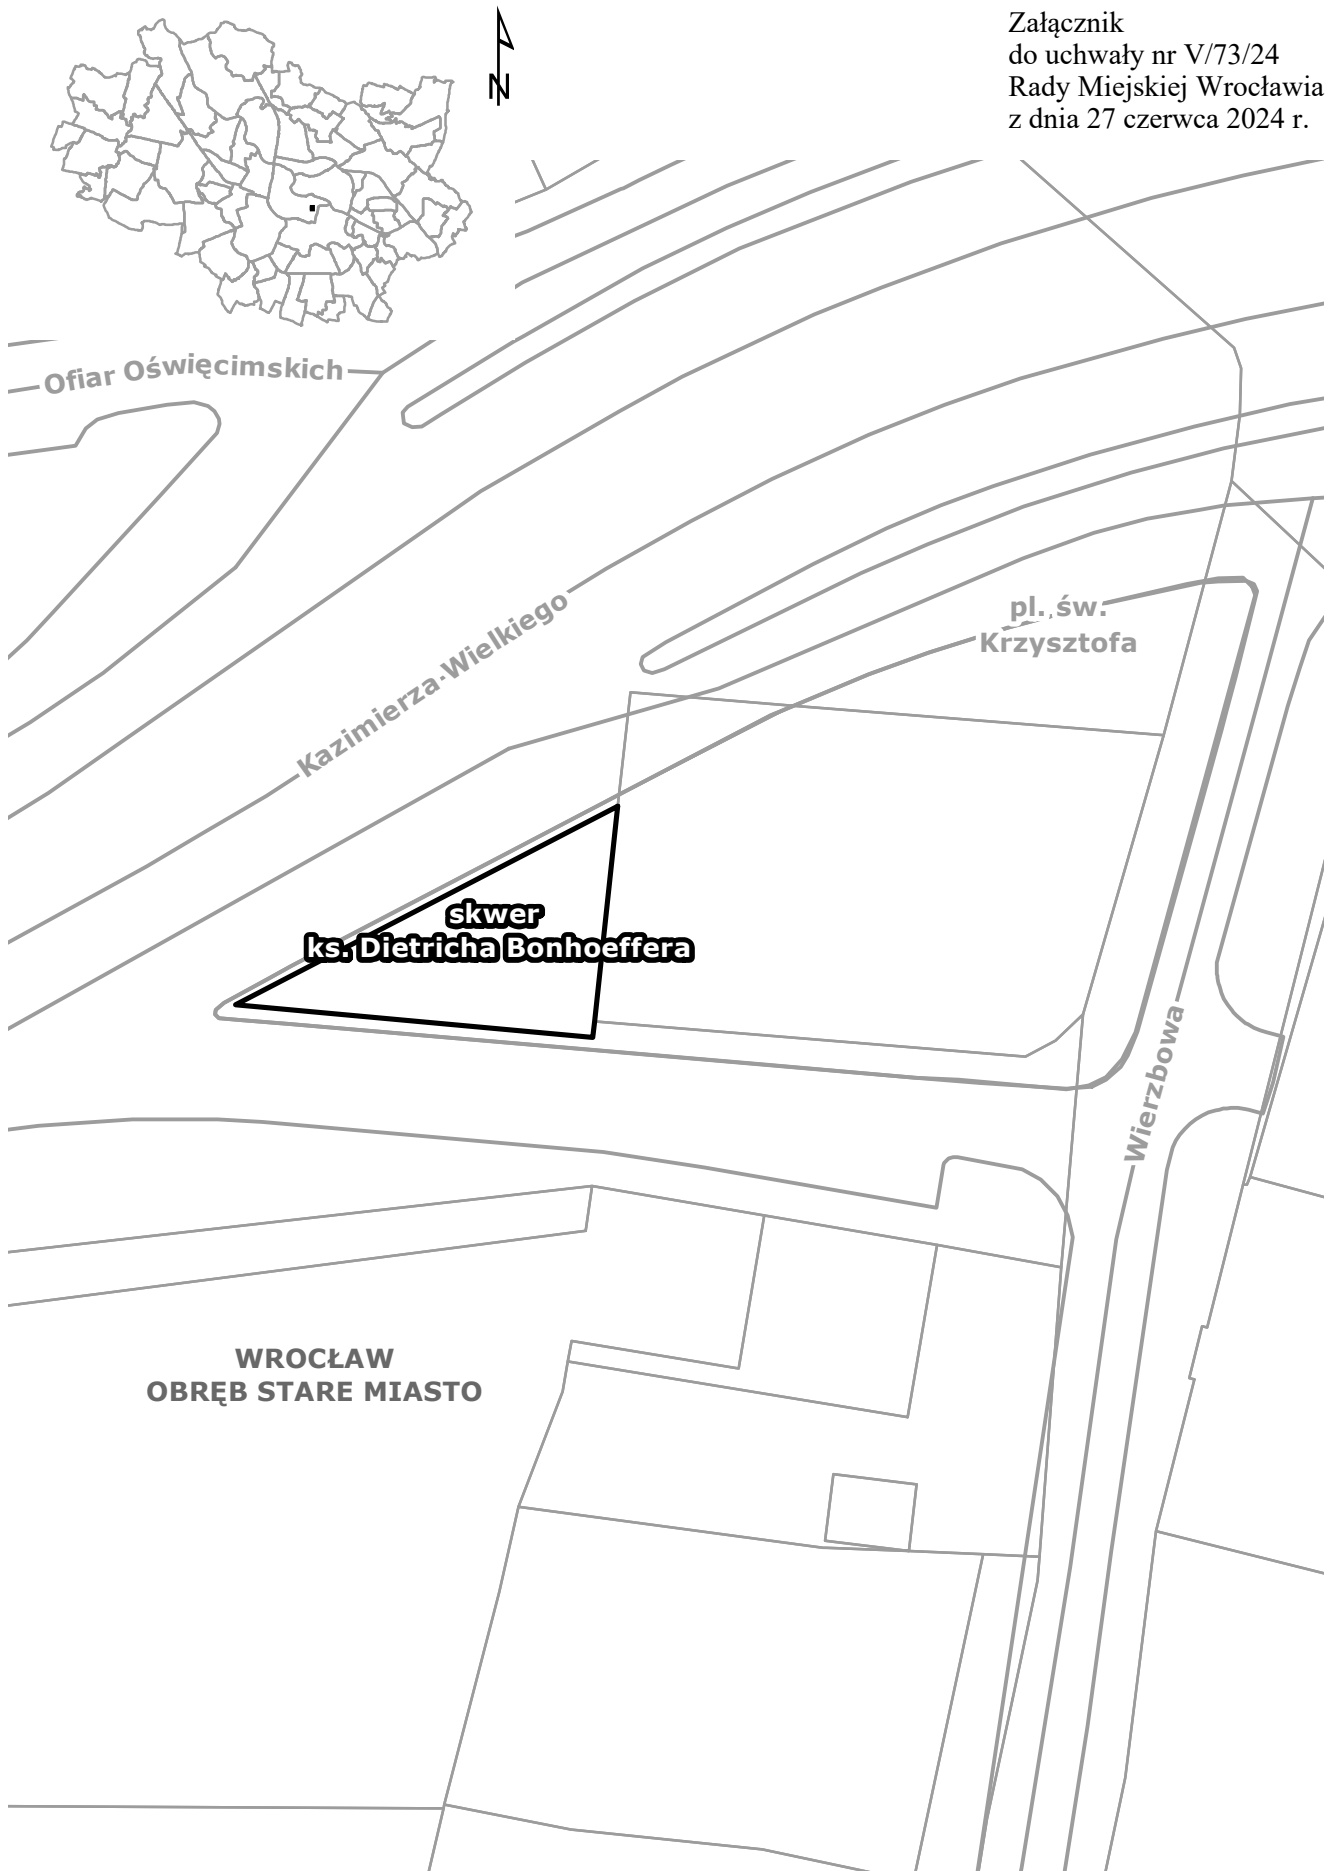 Załącznik
do uchwały nr V/73/24
Rady Miejskiej Wrocławia
z dnia 27 czerwca 2024 r.
N
Ofiar Oświęcimskich
Kazimierza Wielkiego
pl. św.
Krzysztofa
skwer
ks. Dietricha Bonhoeffera
Wierzbowa
WROCŁAW
OBRĘB STARE MIASTO